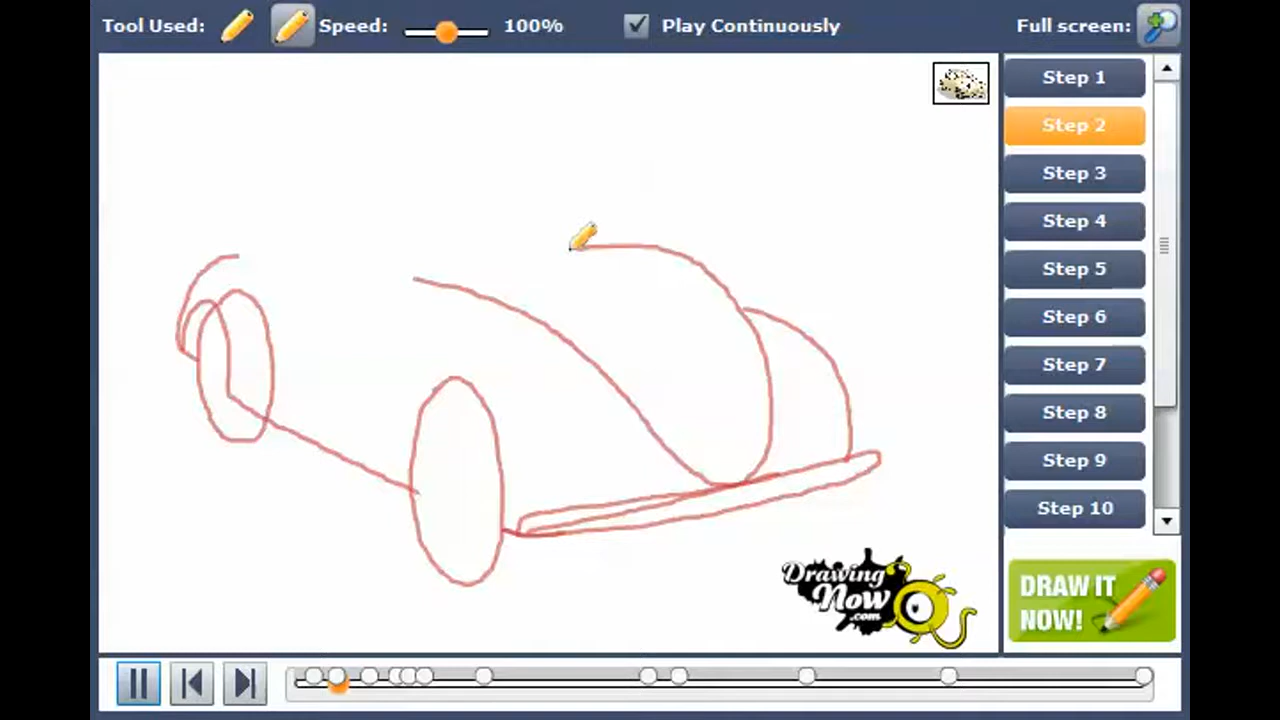 Tool Used: Speed: 100% Play Continuously Full screen:
Step 1
Step 2
Step 3
Step 4
Step 5
Step 6
Step 7
Step 8
Step 9
Step 10
Drawing
Now
.com
DRAW IT
NOW!